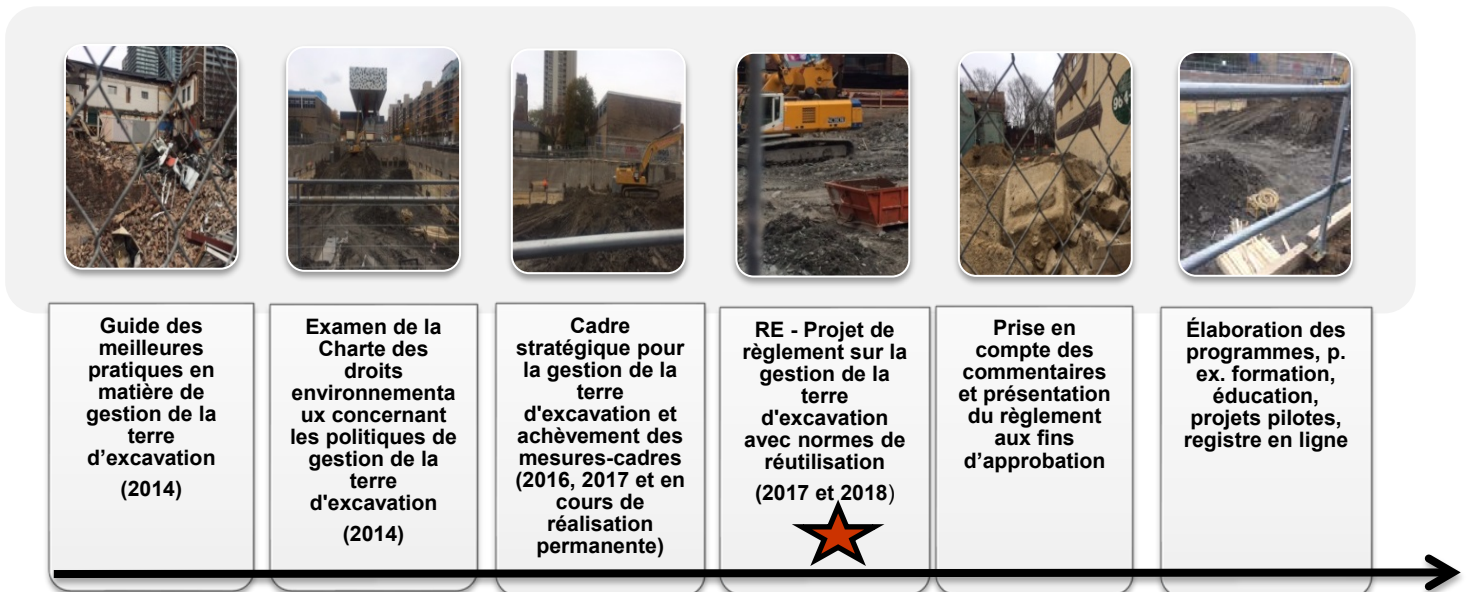 Guide des
meilleures
pratiques en
matière de
gestion de la
terre
d’excavation
(2014)
Examen de la
Charte des
droits
environnementa
ux concernant
les politiques de
gestion de la
terre
d'excavation
(2014)
Cadre
stratégique pour
la gestion de la
terre
d'excavation et
achèvement des
mesures-cadres
(2016, 2017 et en
cours de
réalisation
permanente)
RE - Projet de
règlement sur la
gestion de la
terre
d'excavation
avec normes de
réutilisation
(2017 et 2018)
Prise en
compte des
commentaires
et présentation
du règlement
aux fins
d’approbation
Élaboration des
programmes, p.
ex. formation,
éducation,
projets pilotes,
registre en ligne